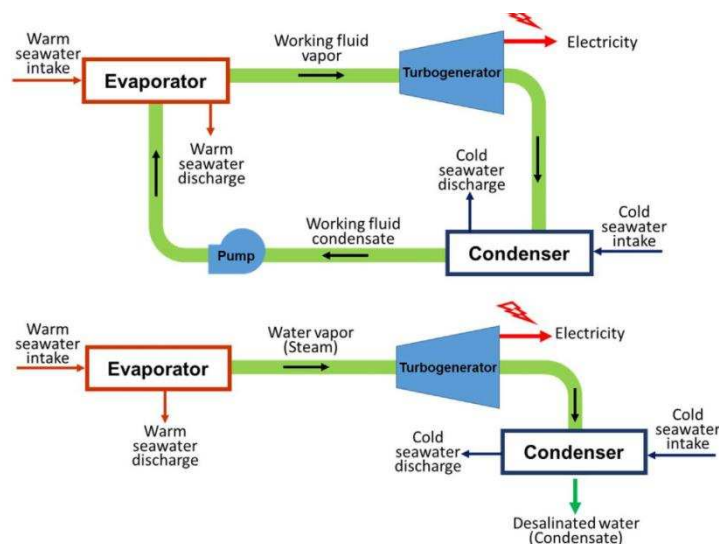 Warm
seawater
intake
Evaporator
Working fluid
vapor
Turbogenerator
Electricity
Warm
seawater
discharge
Cold
seawater
discharge
Working fluid
condensate
Pump
Condenser
Cold
seawater
intake
Warm
seawater
intake
Evaporator
Water vapor
(Steam)
Turbogenerator
Electricity
Warm
seawater
discharge
Cold
seawater
discharge
Condenser
Cold
seawater
intake
Desalinated water
(Condensate)